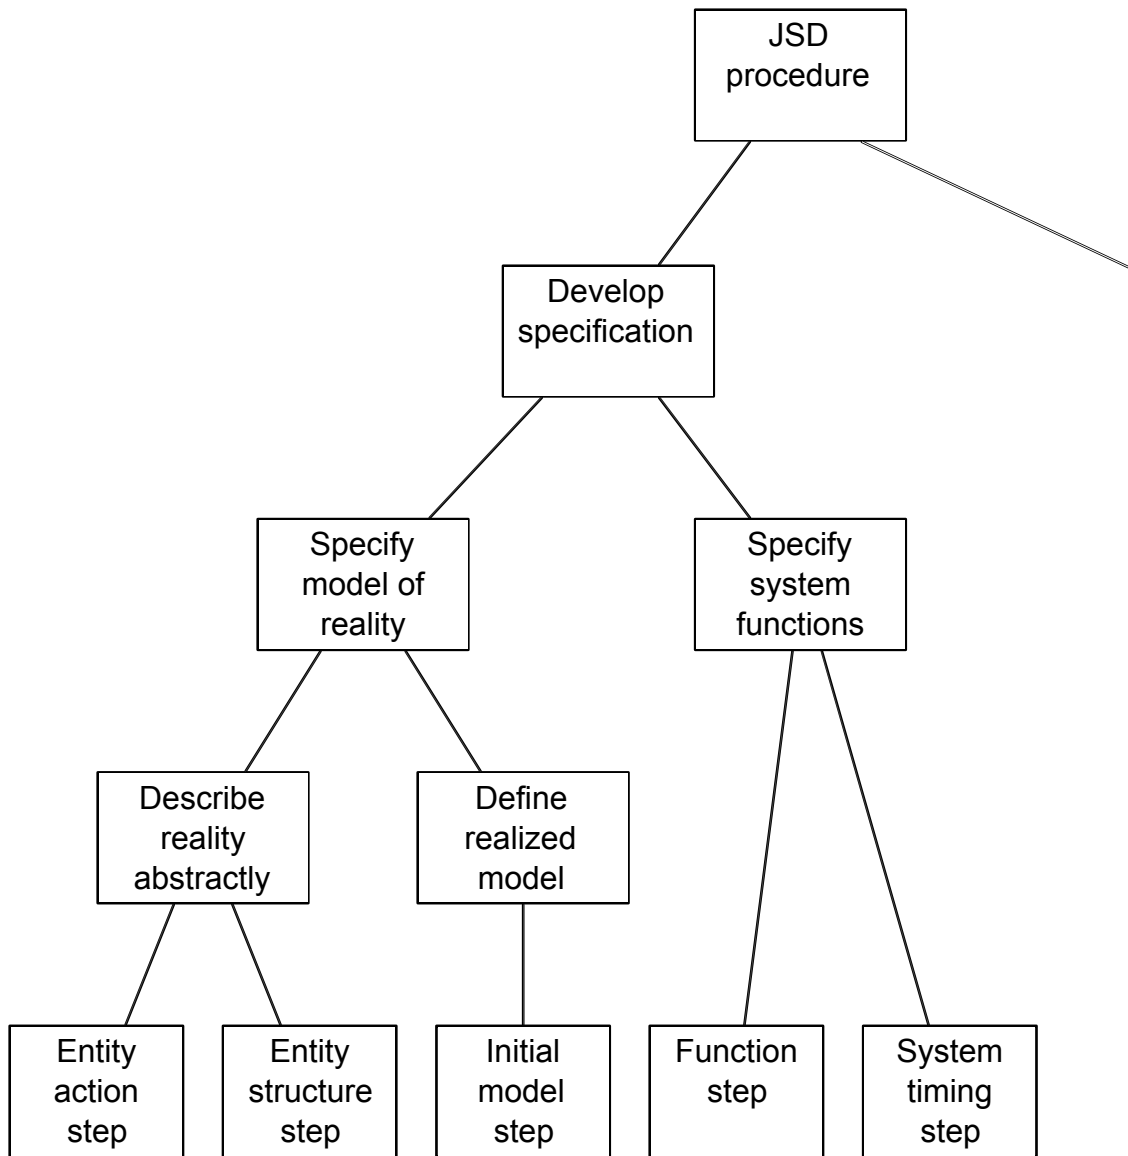 JSD
procedure
Develop
specification
Specify
model of
reality
Specify
system
functions
Describe
reality
abstractly
Define
realized
model
Entity
action
step
Entity
structure
step
Initial
model
step
Function
step
System
timing
step